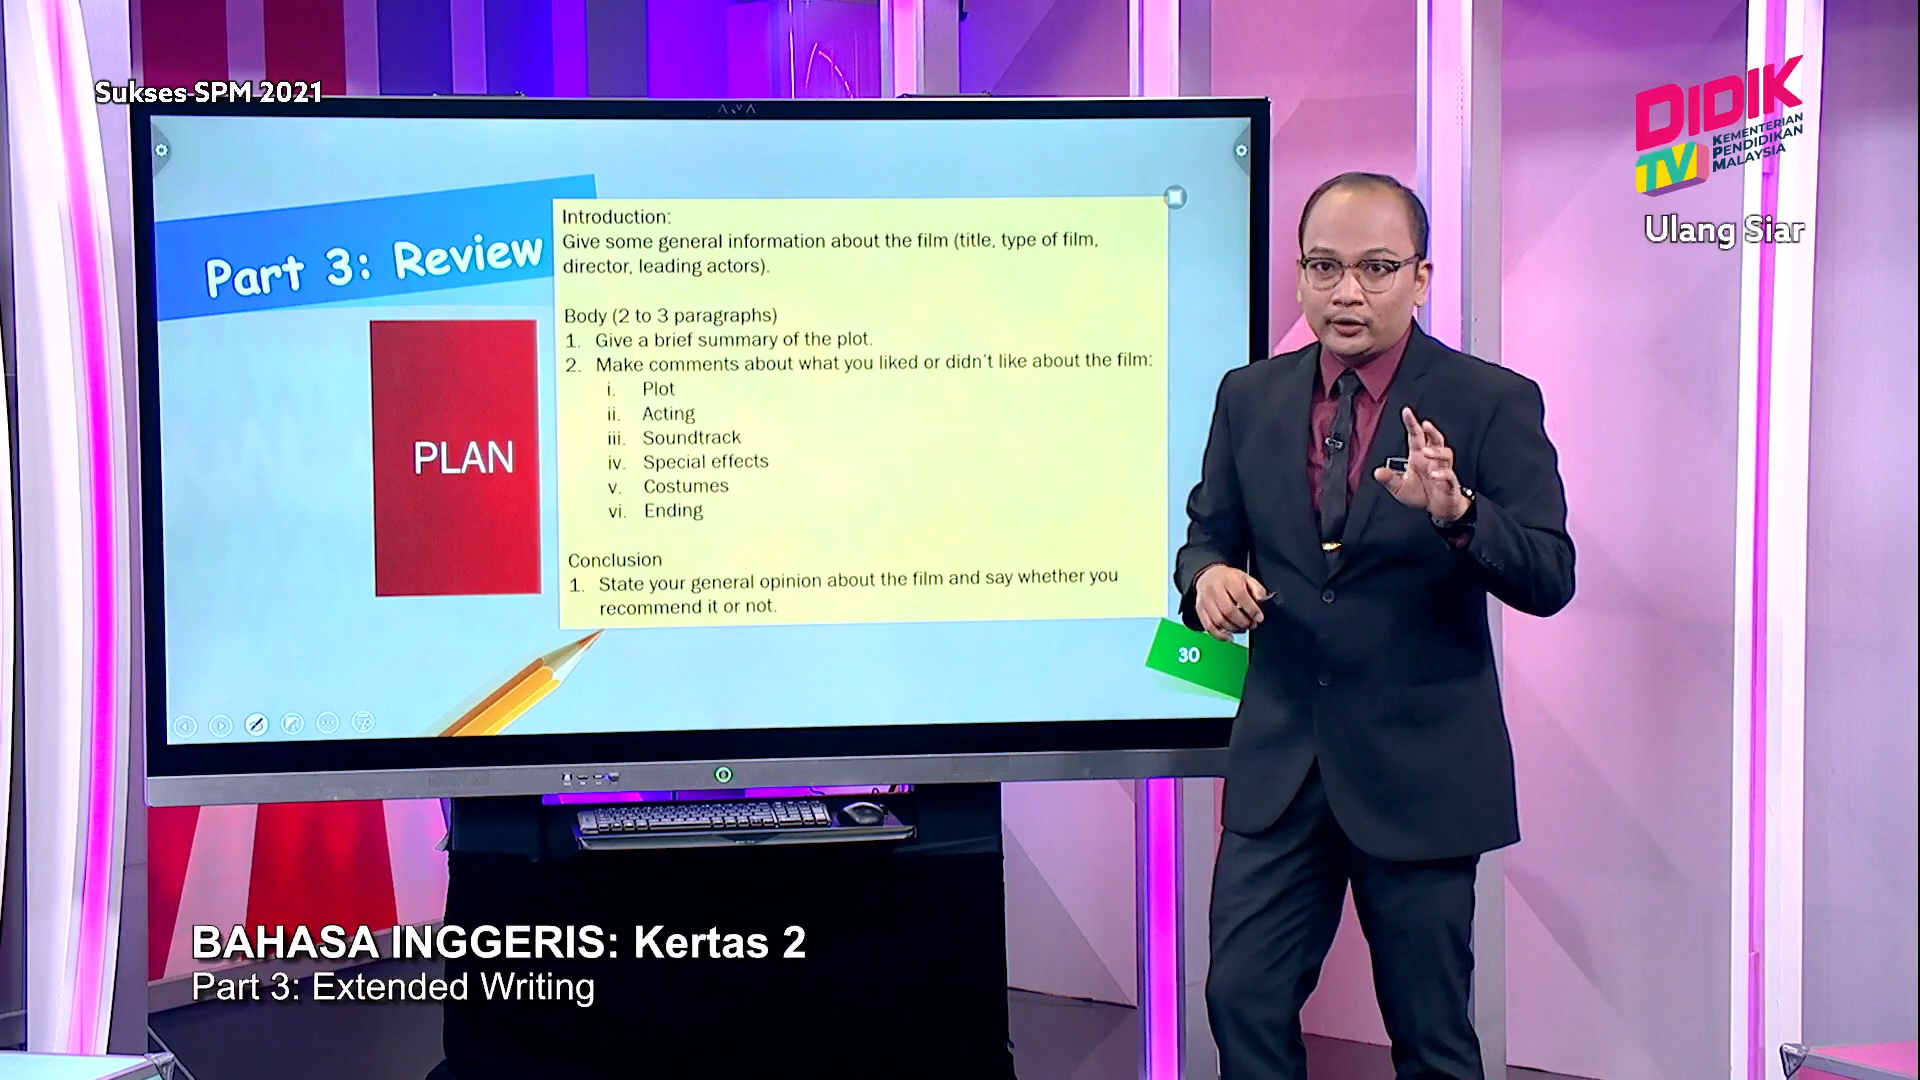 Sukses SPM 2021
DIDIK
TV
KEMENTERIAN
PENDIDIKAN
MALAYSIA
Ulang Siar
Part 3: Review
PLAN
Introduction:
Give some general information about the film (title, type of film,
director, leading actors).
Body (2 to 3 paragraphs)
1. Give a brief summary of the plot.
2. Make comments about what you liked or didn't like about the film:
i. Plot
ii. Acting
iii. Soundtrack
iv. Special effects
v. Costumes
vi. Ending
Conclusion
1. State your general opinion about the film and say whether you
recommend it or not.
30
BAHASA INGGERIS: Kertas 2
Part 3: Extended Writing